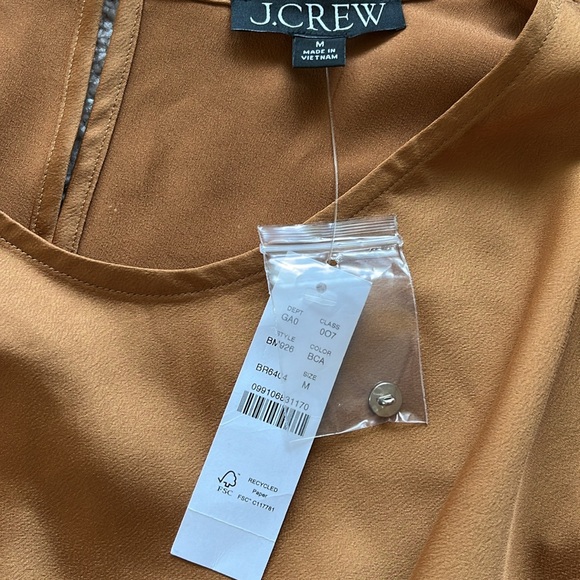 J.CREW
M
MADE IN
VIETNAM
DEPT CLASS
GA0 007
STYLE COLOR
BM926 BCA
SIZE
BR6404 M
099106831170
FSC
RECYCLED
Paper
FSC® C117781